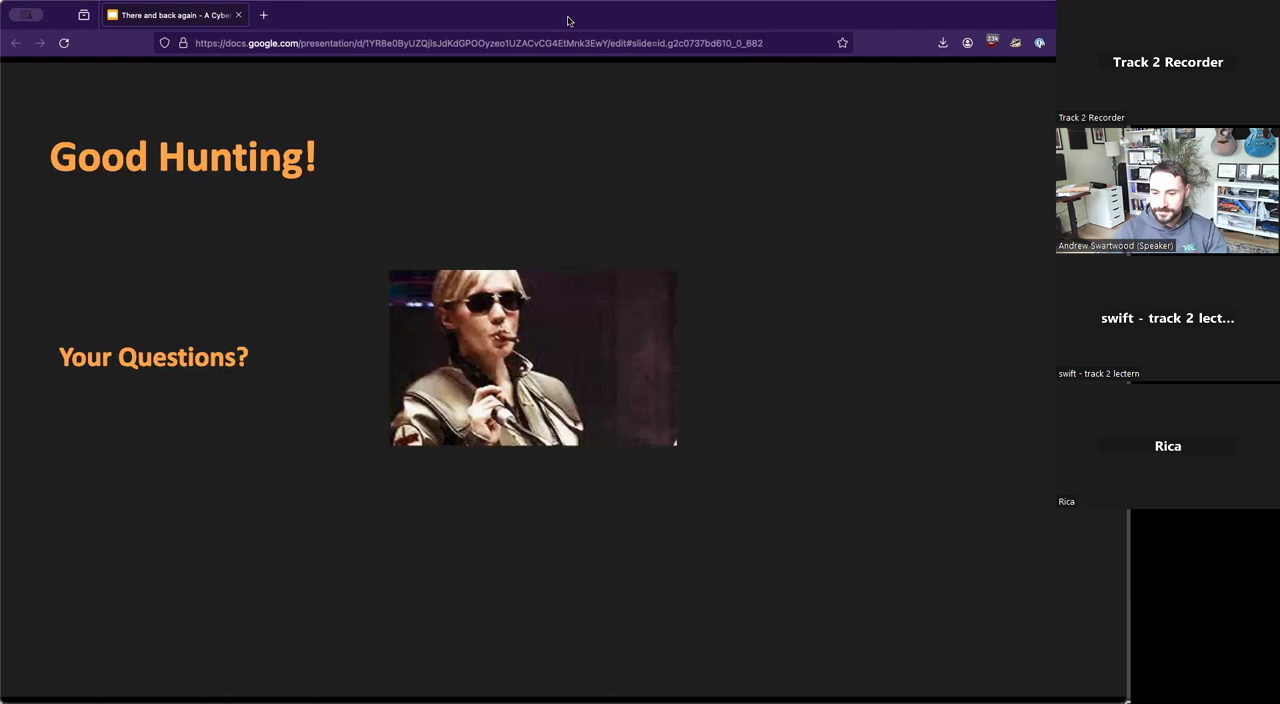 There and back again - A Cyber
https://docs.google.com/presentation/d/1YR8e0ByUZQjlsJdKdGPOOyzeo1UZACvCG4EtMnk3EwY/edit#slide=id.g2c0737bd610_0_682
23k
Good Hunting!
Your Questions?
Track 2 Recorder
Track 2 Recorder
Andrew Swartwood (Speaker)
swift - track 2 lect...
swift - track 2 lectern
Rica
Rica